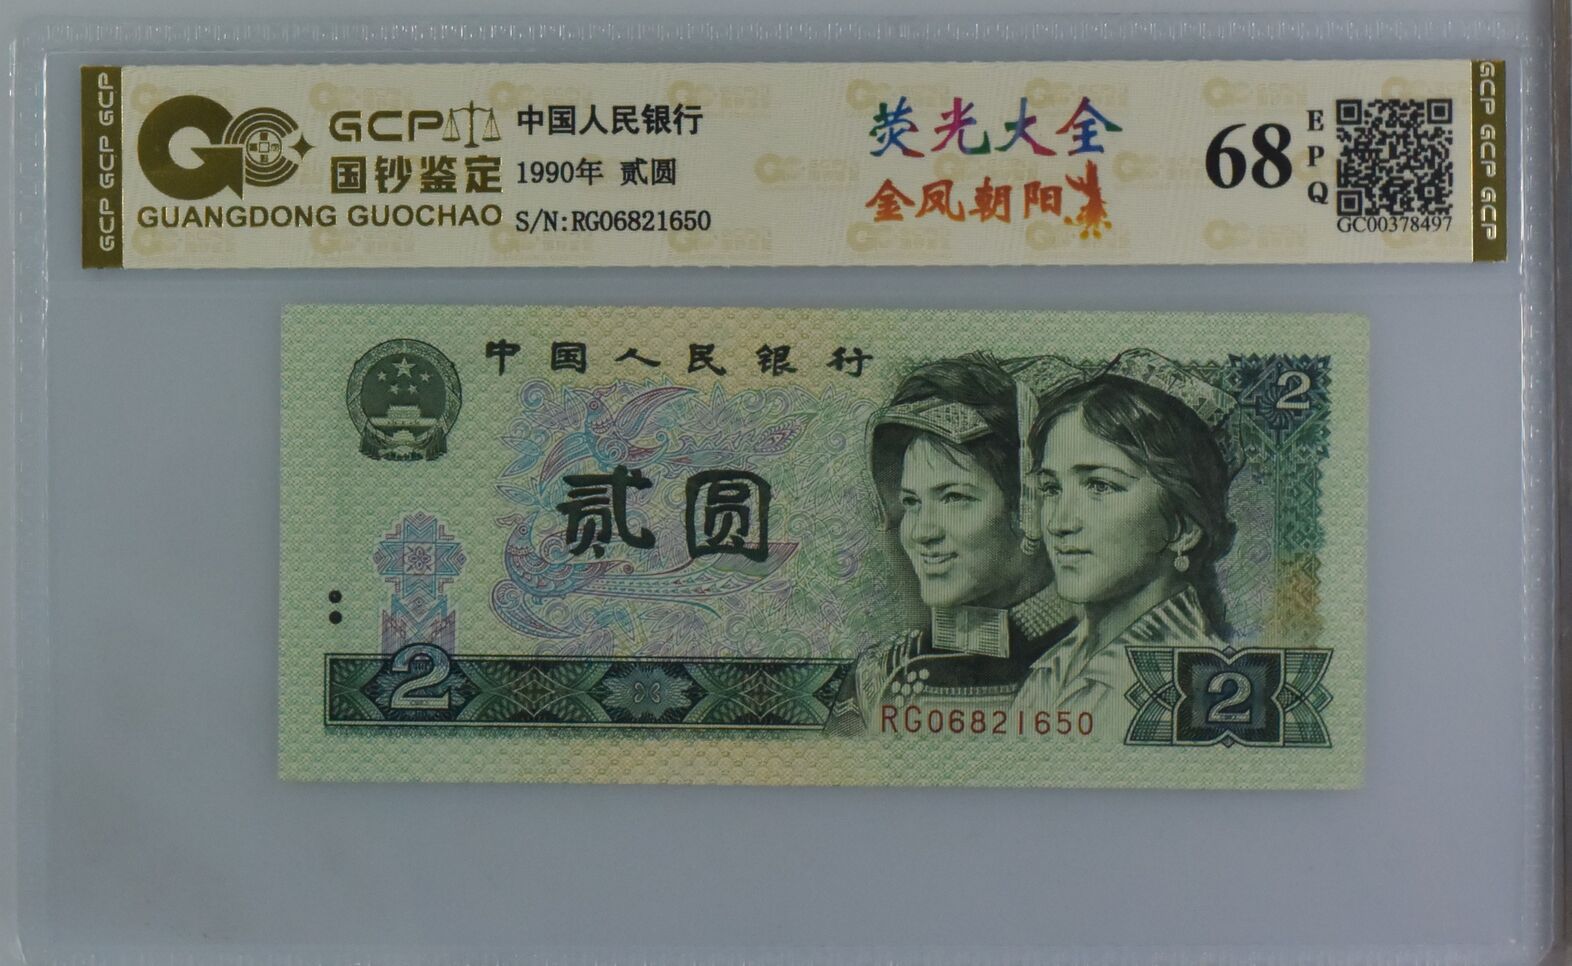 GCP GCP GCP
GCP
国钞鉴定
GUANGDONG GUOCHAO
中国人民银行
1990年 贰圆
S/N:RG06821650
荧光大全
金凤朝阳
68
EPQ
GC00378497
GCP GCP GCP
中国人民银行
2
贰圆
2
RG06821650
2